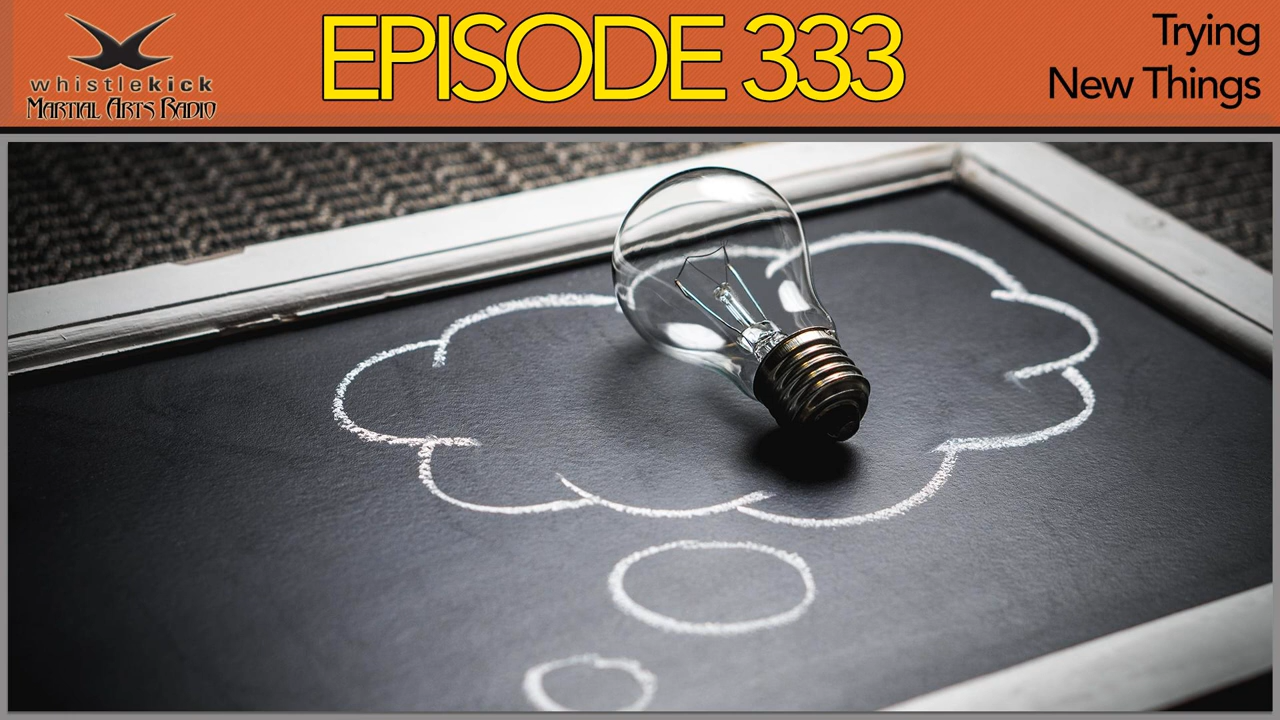 whistlekick
MARTIAL ARTS RADIO
EPISODE 333
Trying
New Things